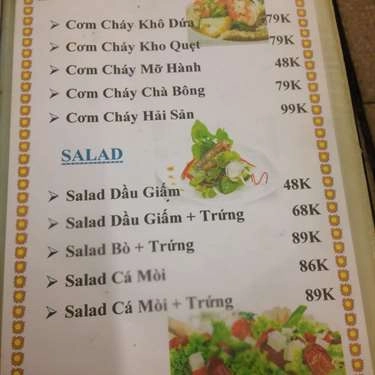 ➢ Cơm Cháy Khô Dứa 79K
➢ Cơm Cháy Kho Quẹt 79K
➢ Cơm Cháy Mỡ Hành 48K
➢ Cơm Cháy Chà Bông 79K
➢ Cơm Cháy Hải Sản 99K
SALAD
➢ Salad Dầu Giấm 48K
➢ Salad Dầu Giấm + Trứng 68K
➢ Salad Bò + Trứng 89K
➢ Salad Cá Mòi 86K
➢ Salad Cá Mòi + Trứng 89K